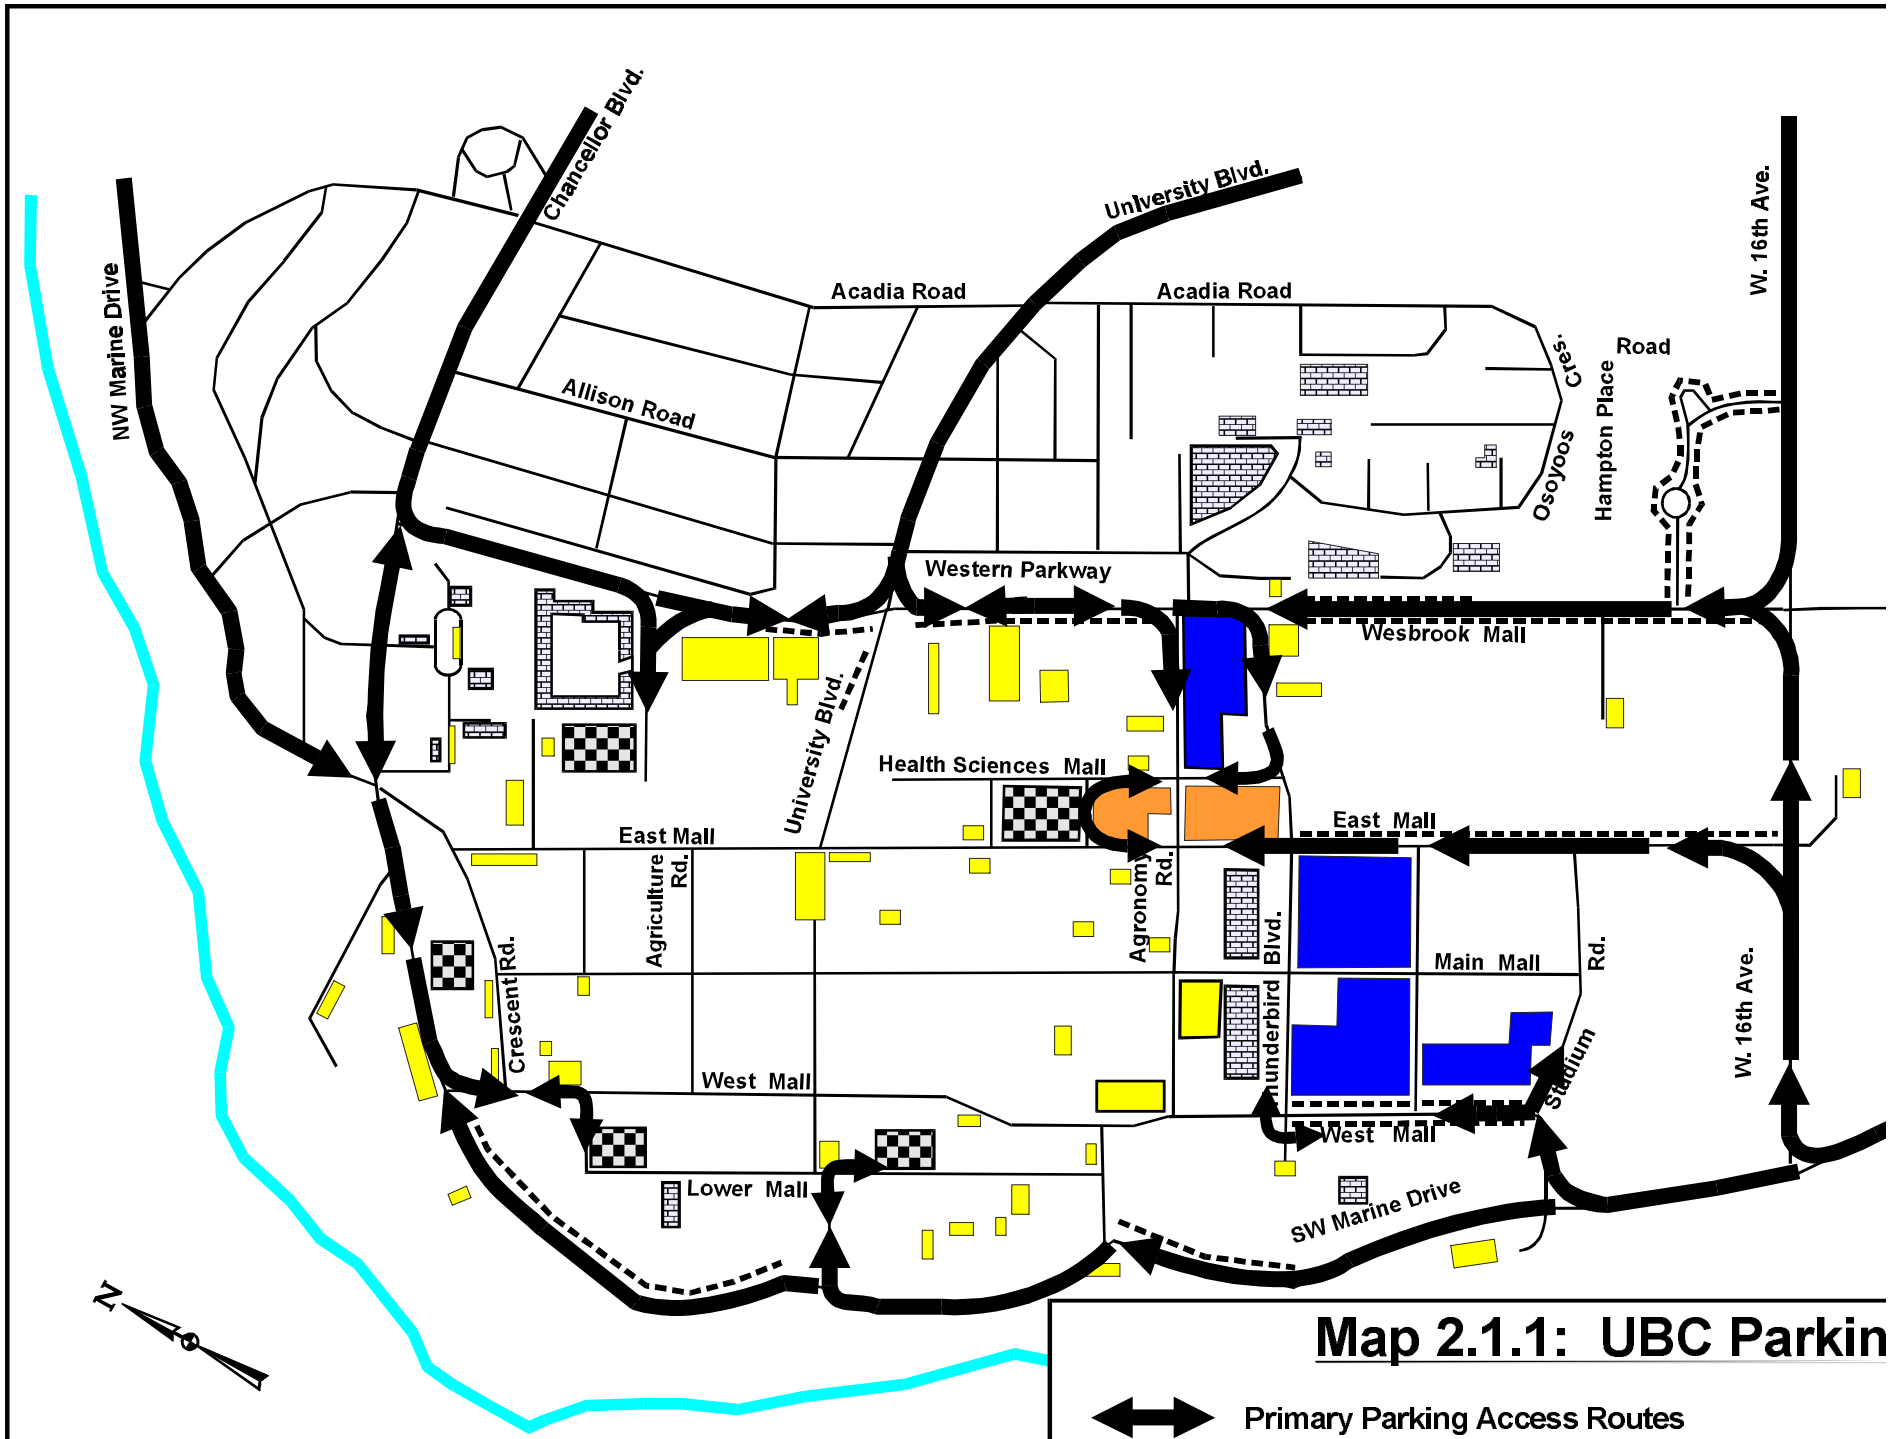 Chancellor Blvd.
University Blvd.
W. 16th Ave.
NW Marine Drive
Acadia Road
Acadia Road
Road
Cres.
Hampton Place
Allison Road
Osoyoos
Western Parkway
Wesbrook Mall
University Blvd.
Health Sciences Mall
East Mall
East Mall
Agriculture
Rd.
Agronomy
Rd.
Crescent Rd.
Blvd.
Thunderbird
Main Mall
Rd.
Stadium
W. 16th Ave.
West Mall
West Mall
Lower Mall
SW Marine Drive
N
Map 2.1.1: UBC Parkin
Primary Parking Access Routes